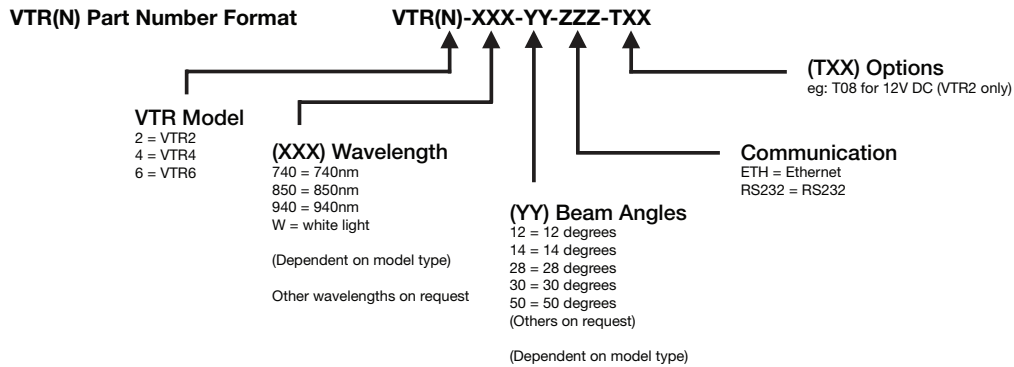 VTR(N) Part Number Format
VTR(N)-XXX-YY-ZZZ-TXX
(TXX) Options
eg: T08 for 12V DC (VTR2 only)
VTR Model
2 = VTR2
4 = VTR4
6 = VTR6
(XXX) Wavelength
740 = 740nm
850 = 850nm
940 = 940nm
W = white light
(Dependent on model type)
Other wavelengths on request
(YY) Beam Angles
12 = 12 degrees
14 = 14 degrees
28 = 28 degrees
30 = 30 degrees
50 = 50 degrees
(Others on request)
(Dependent on model type)
Communication
ETH = Ethernet
RS232 = RS232